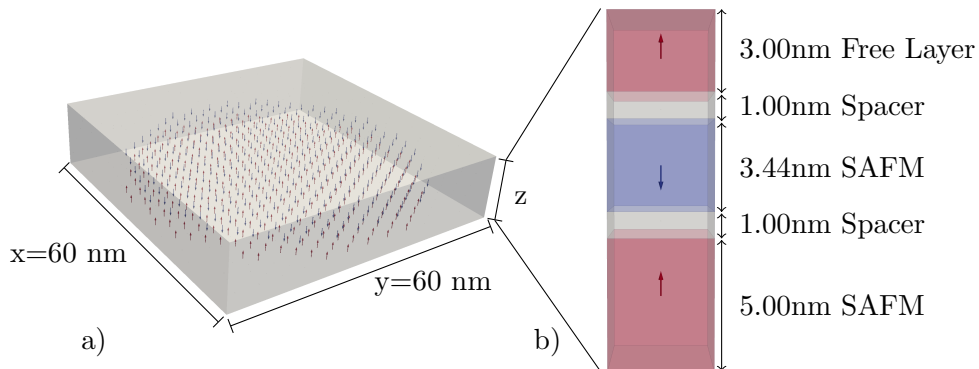 x=60 nm
y=60 nm
z
a)
b)
3.00nm Free Layer
1.00nm Spacer
3.44nm SAFM
1.00nm Spacer
5.00nm SAFM